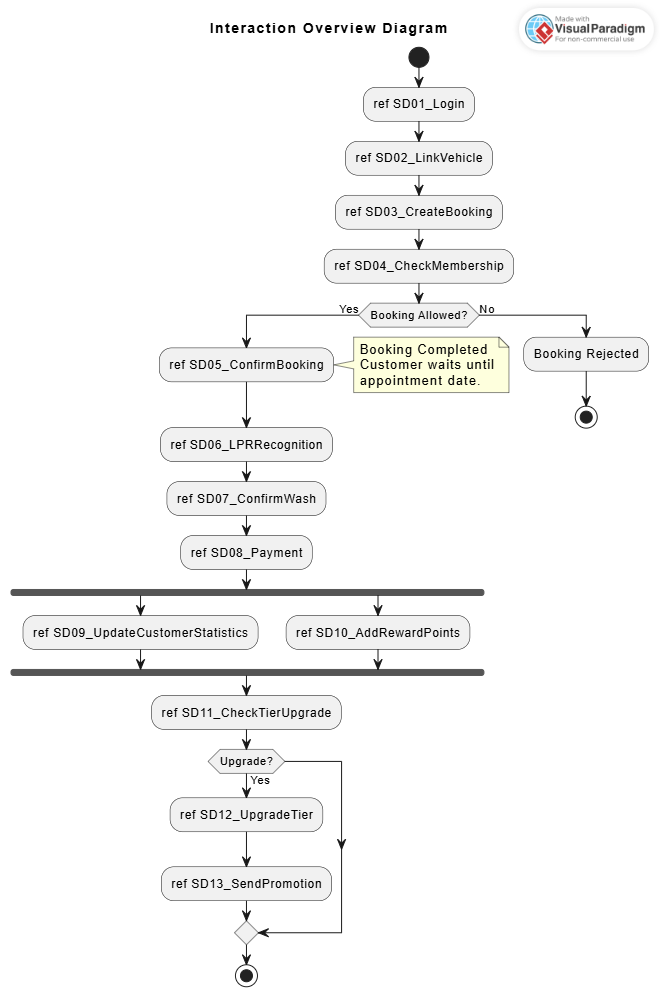 Interaction Overview Diagram
Made with
VisualParadigm
For non-commercial use
ref SD01_Login
ref SD02_LinkVehicle
ref SD03_CreateBooking
ref SD04_CheckMembership
Yes
Booking Allowed?
No
ref SD05_ConfirmBooking
Booking Completed
Customer waits until
appointment date.
Booking Rejected
ref SD06_LPRRecognition
ref SD07_ConfirmWash
ref SD08_Payment
ref SD09_UpdateCustomerStatistics
ref SD10_AddRewardPoints
ref SD11_CheckTierUpgrade
Upgrade?
Yes
ref SD12_UpgradeTier
ref SD13_SendPromotion